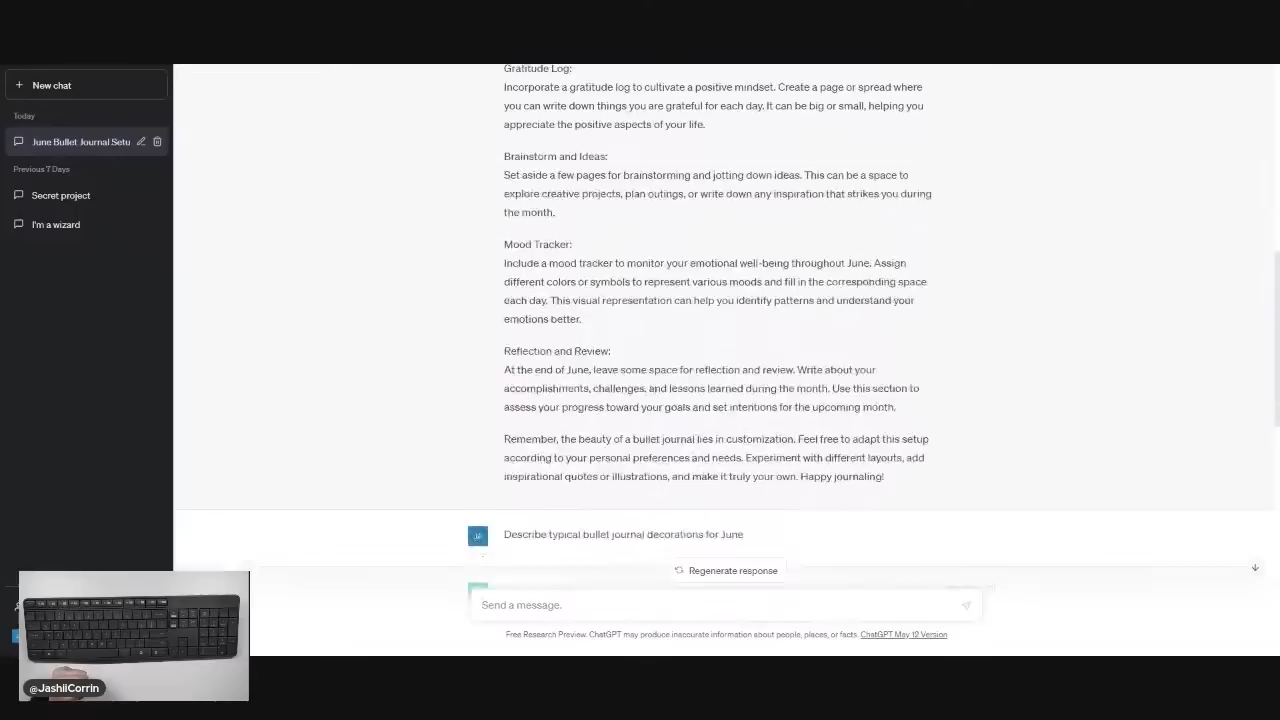 New chat
Today
June Bullet Journal Setu
Previous 7 Days
Secret project
I'm a wizard
Gratitude Log:
Incorporate a gratitude log to cultivate a positive mindset. Create a page or spread where
you can write down things you are grateful for each day. It can be big or small, helping you
appreciate the positive aspects of your life.
Brainstorm and Ideas:
Set aside a few pages for brainstorming and jotting down ideas. This can be a space to
explore creative projects, plan outings, or write down any inspiration that strikes you during
the month.
Mood Tracker:
Include a mood tracker to monitor your emotional well-being throughout June. Assign
different colors or symbols to represent various moods and fill in the corresponding space
each day. This visual representation can help you identify patterns and understand your
emotions better.
Reflection and Review:
At the end of June, leave some space for reflection and review. Write about your
accomplishments, challenges, and lessons learned during the month. Use this section to
assess your progress toward your goals and set intentions for the upcoming month.
Remember, the beauty of a bullet journal lies in customization. Feel free to adapt this setup
according to your personal preferences and needs. Experiment with different layouts, add
inspirational quotes or illustrations, and make it truly your own. Happy journaling!
Describe typical bullet journal decorations for June
Regenerate response
Send a message.
Free Research Preview. ChatGPT may produce inaccurate information about people, places, or facts. ChatGPT May 12 Version
@JashiiCorrin